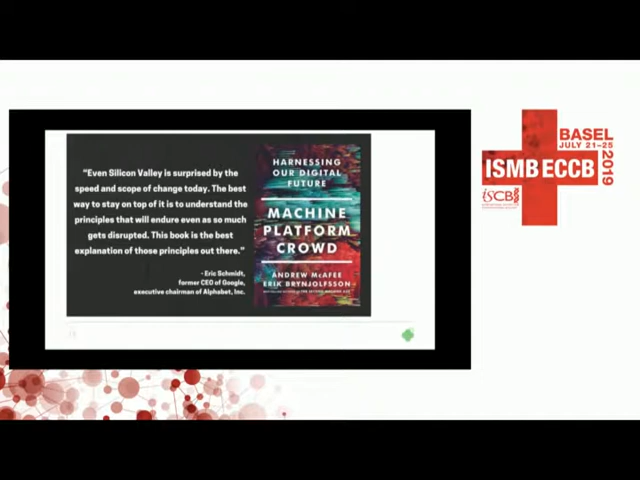 “Even Silicon Valley is surprised by the
speed and scope of change today. The best
way to stay on top of it is to understand the
principles that will endure even as so much
gets disrupted. This book is the best
explanation of those principles out there.”
- Eric Schmidt,
former CEO of Google,
executive chairman of Alphabet, Inc.
HARNESSING
OUR DIGITAL
FUTURE
MACHINE
PLATFORM
CROWD
ANDREW McAFEE
ERIK BRYNJOLFSSON
BASEL
JULY 21–25
2019
ISMB ECCB
ISCB